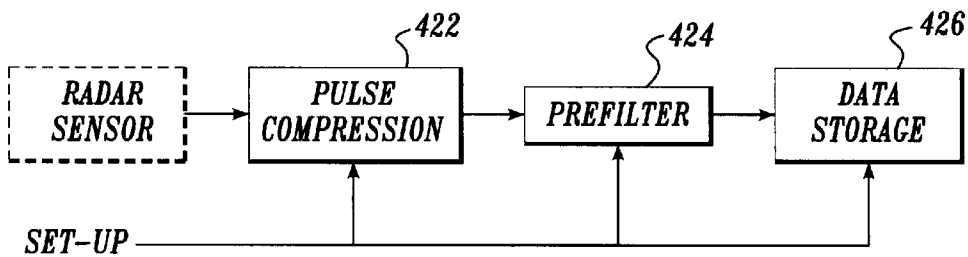 422
424
426
RADAR
SENSOR
PULSE
COMPRESSION
PREFILTER
DATA
STORAGE
SET-UP